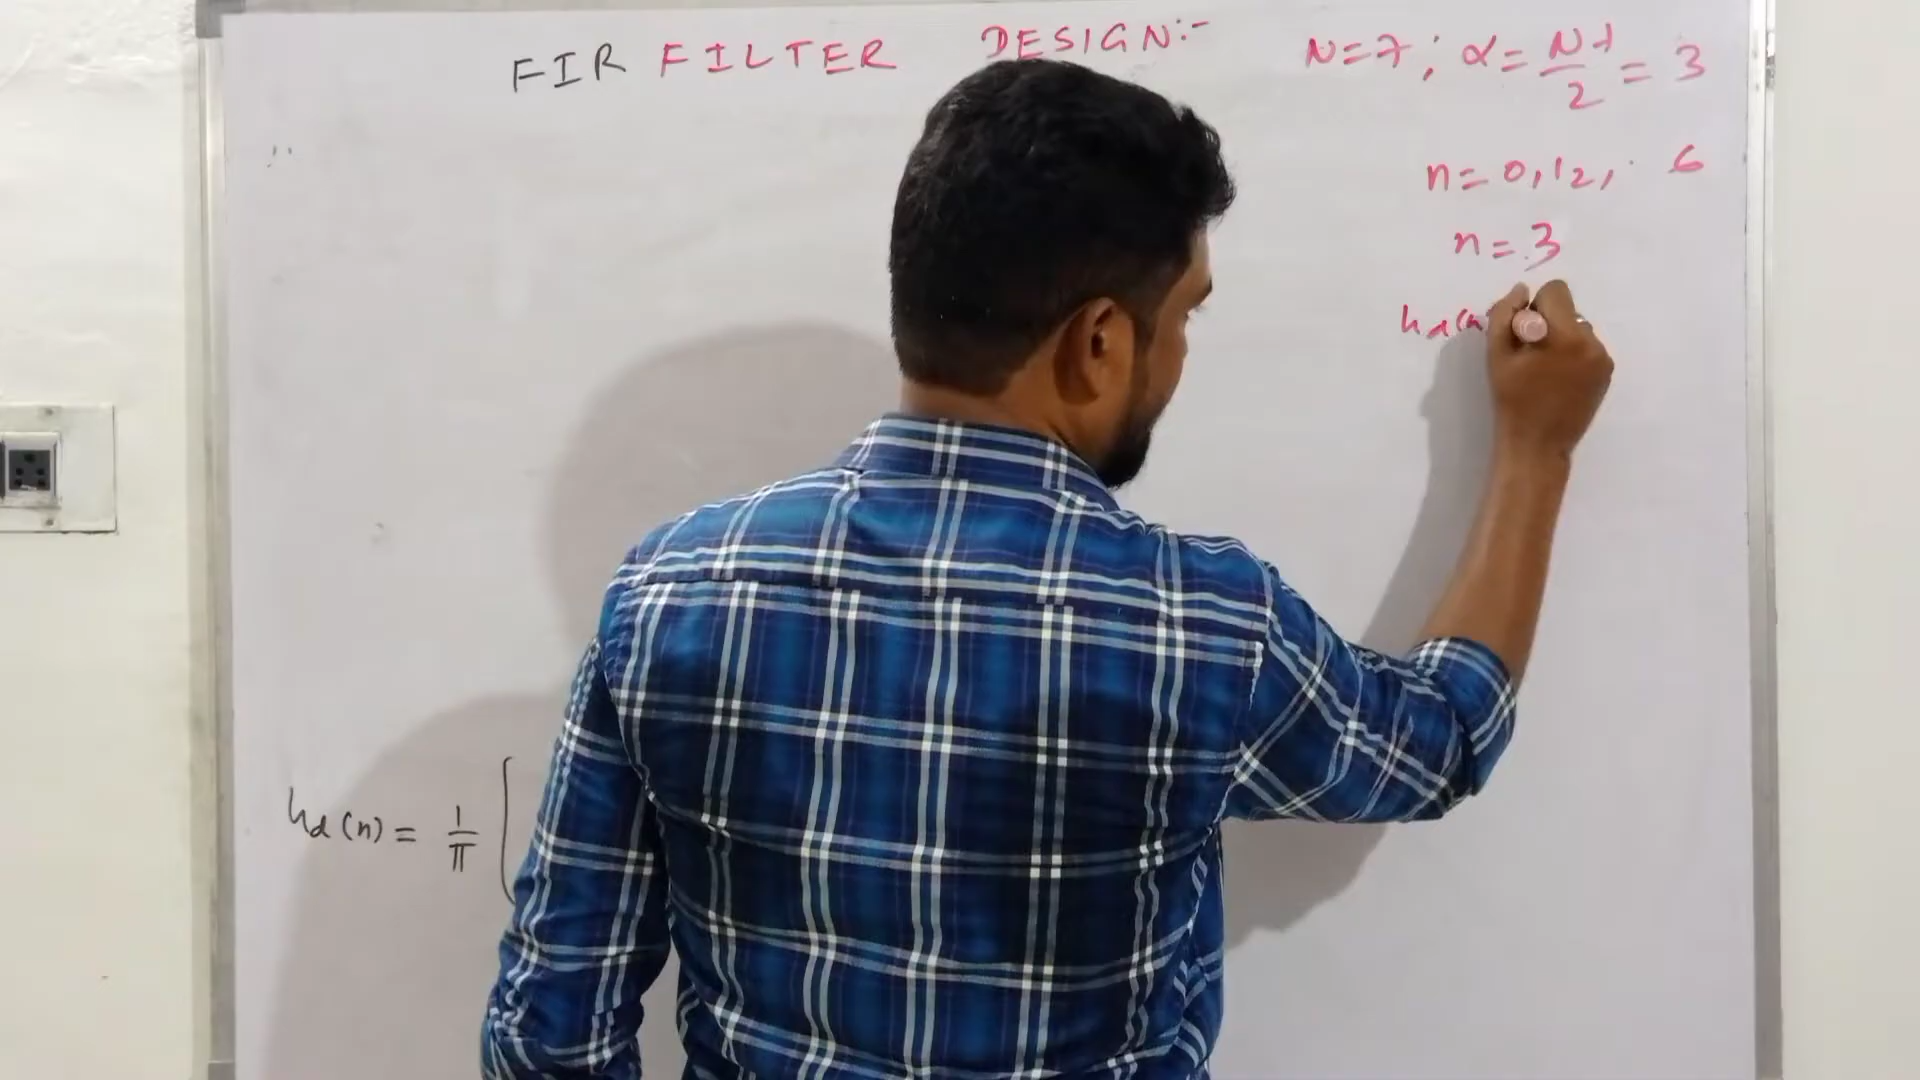 FIR FILTER DESIGN:-
N=7; α = N-1/2 = 3
n = 0, 1 2, . 6
n = 3
hd(n)
hd(n) = 1/π [